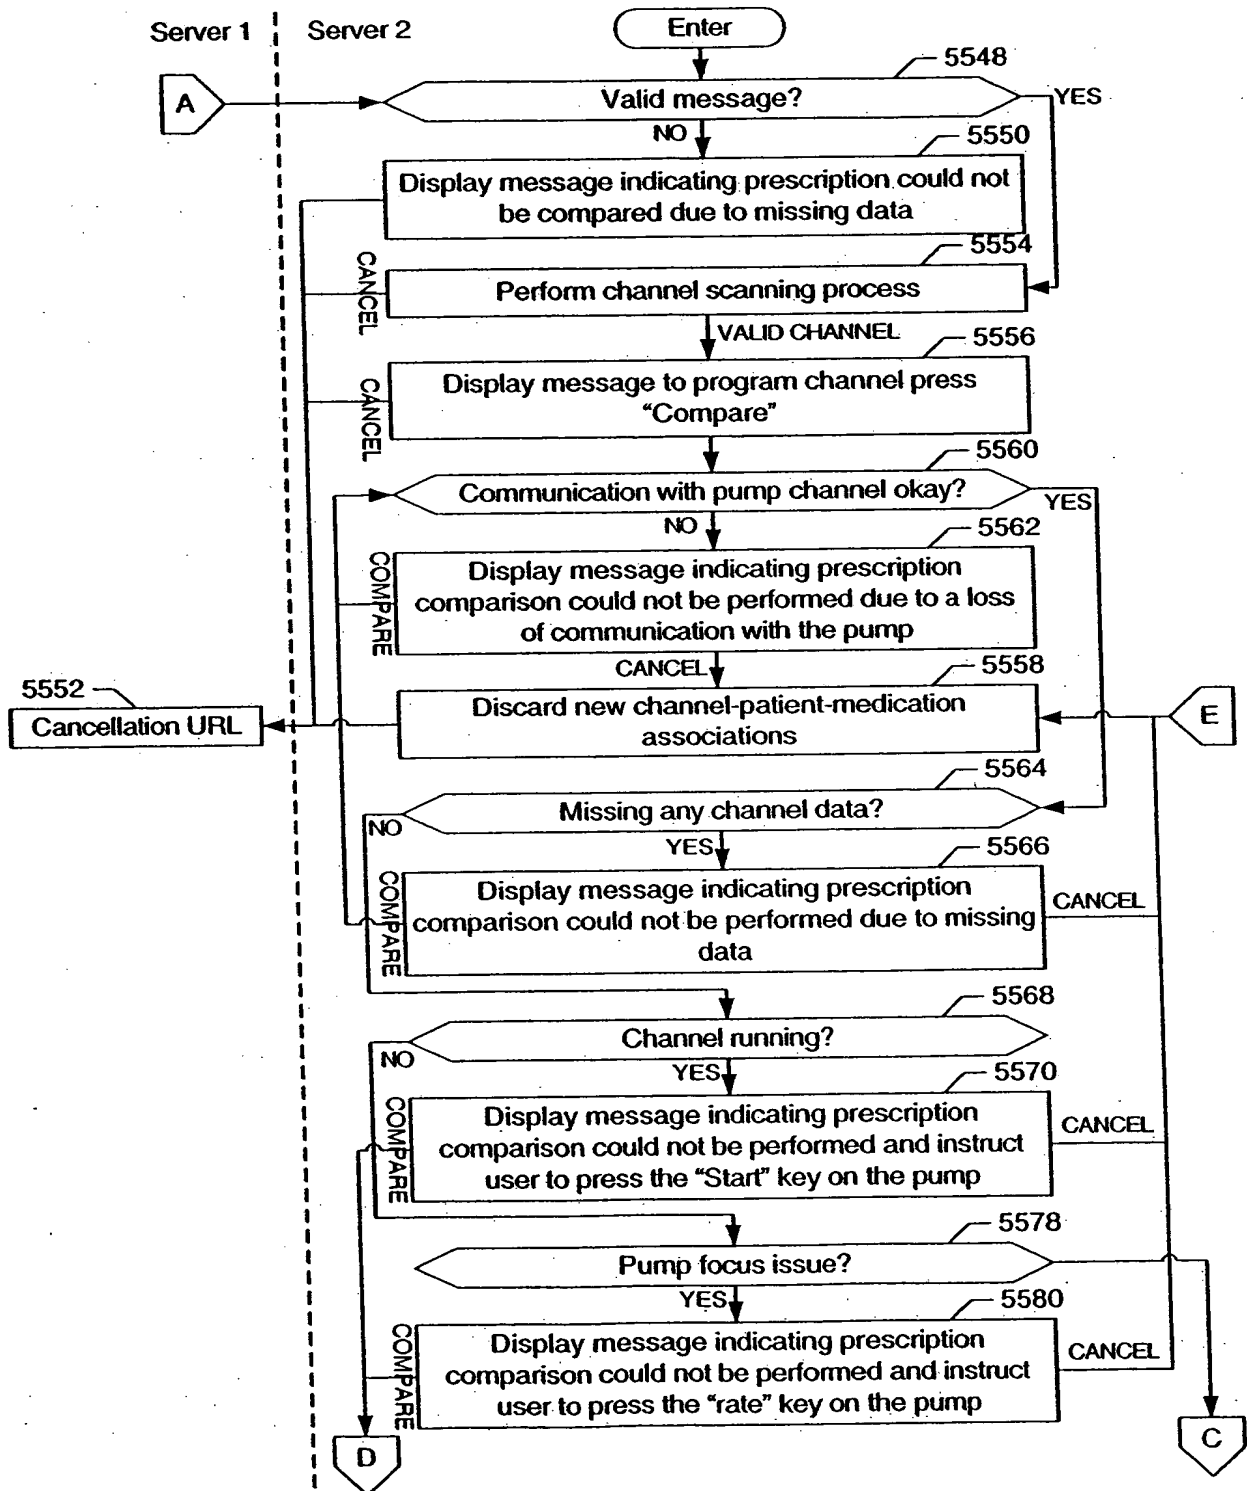 Server 1
Server 2
Enter
5548
A
Valid message?
YES
NO
5550
Display message indicating prescription could not
be compared due to missing data
5554
CANCEL
Perform channel scanning process
VALID CHANNEL
5556
CANCEL
Display message to program channel press
“Compare”
5560
Communication with pump channel okay?
YES
NO
5562
COMPARE
Display message indicating prescription
comparison could not be performed due to a loss
of communication with the pump
CANCEL
5558
5552
Cancellation URL
Discard new channel-patient-medication
associations
E
5564
Missing any channel data?
NO
YES
5566
COMPARE
Display message indicating prescription
comparison could not be performed due to missing
data
CANCEL
5568
Channel running?
NO
YES
5570
COMPARE
Display message indicating prescription
comparison could not be performed and instruct
user to press the “Start” key on the pump
CANCEL
5578
Pump focus issue?
YES
5580
COMPARE
Display message indicating prescription
comparison could not be performed and instruct
user to press the “rate” key on the pump
CANCEL
D
C